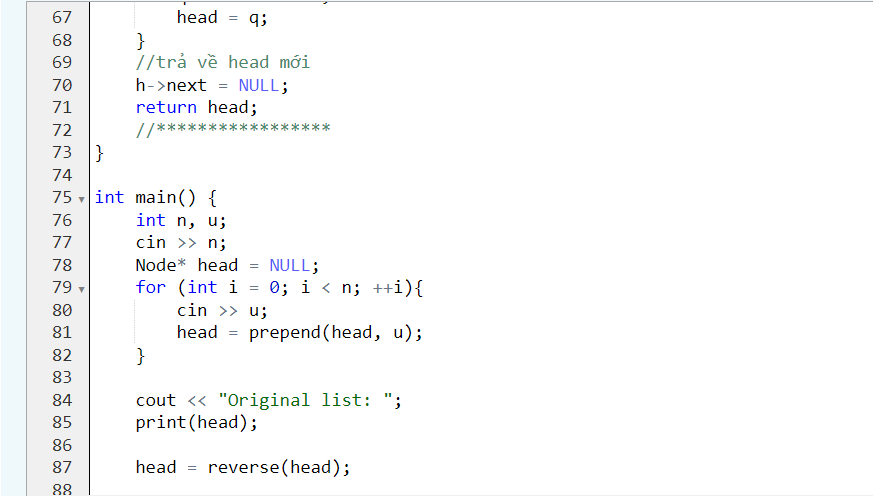 67 head = q;
68 }
69 //trả về head mới
70 h->next = NULL;
71 return head;
72 //*****************
73 }
74
75 int main() {
76 int n, u;
77 cin >> n;
78 Node* head = NULL;
79 for (int i = 0; i < n; ++i){
80 cin >> u;
81 head = prepend(head, u);
82 }
83
84 cout << "Original list: ";
85 print(head);
86
87 head = reverse(head);
88